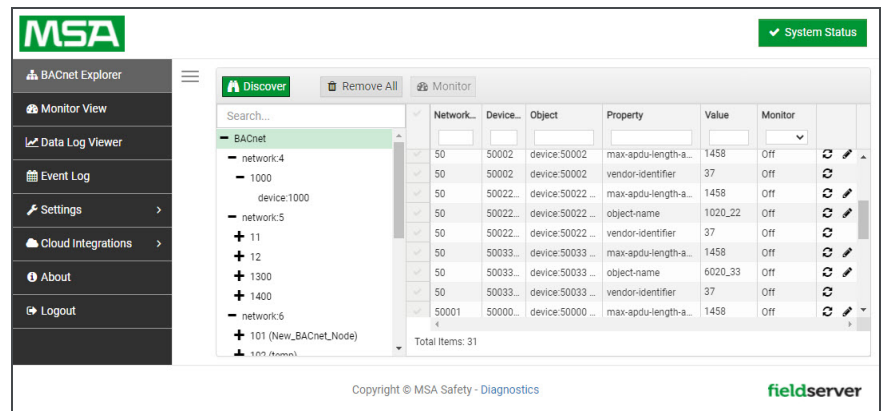 MSA
System Status
BACnet Explorer
Monitor View
Data Log Viewer
Event Log
Settings
Cloud Integrations
About
Logout
Discover Remove All Monitor
Search...
BACnet
network:4
1000
device:1000
network:5
11
12
1300
1400
network:6
101 (New_BACnet_Node)
102 (temp)
Network... Device... Object Property Value Monitor
50 50002 device:50002 max-apdu-length-a... 1458 Off
50 50002 device:50002 vendor-identifier 37 Off
50 50022... device:50022 ... max-apdu-length-a... 1458 Off
50 50022... device:50022 ... object-name 1020_22 Off
50 50022... device:50022 ... vendor-identifier 37 Off
50 50033... device:50033 ... max-apdu-length-a... 1458 Off
50 50033... device:50033 ... object-name 6020_33 Off
50 50033... device:50033 ... vendor-identifier 37 Off
50001 50000... device:50000 ... max-apdu-length-a... 1458 Off
Total Items: 31
Copyright © MSA Safety - Diagnostics
fieldserver